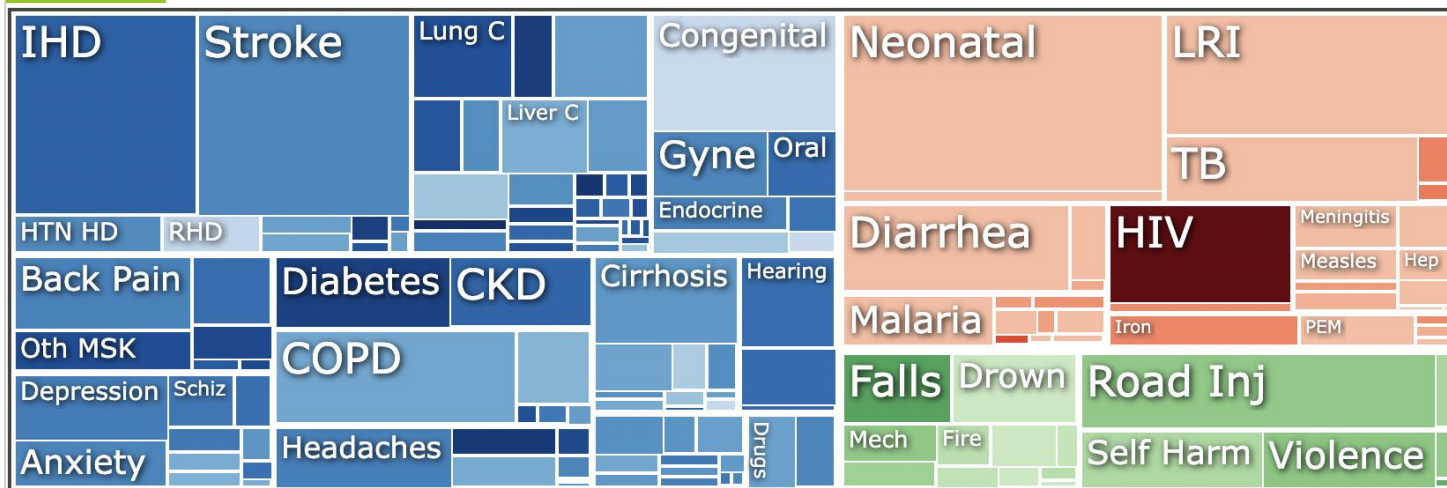 IHD
Stroke
Lung C
Congenital
Neonatal
LRI
Liver C
Gyne
Oral
TB
HTN HD
RHD
Endocrine
Diarrhea
HIV
Meningitis
Measles
Hep
Back Pain
Diabetes
CKD
Cirrhosis
Hearing
Malaria
Iron
PEM
Oth MSK
COPD
Depression
Schiz
Falls
Drown
Road Inj
Anxiety
Headaches
Drugs
Mech
Fire
Self Harm
Violence